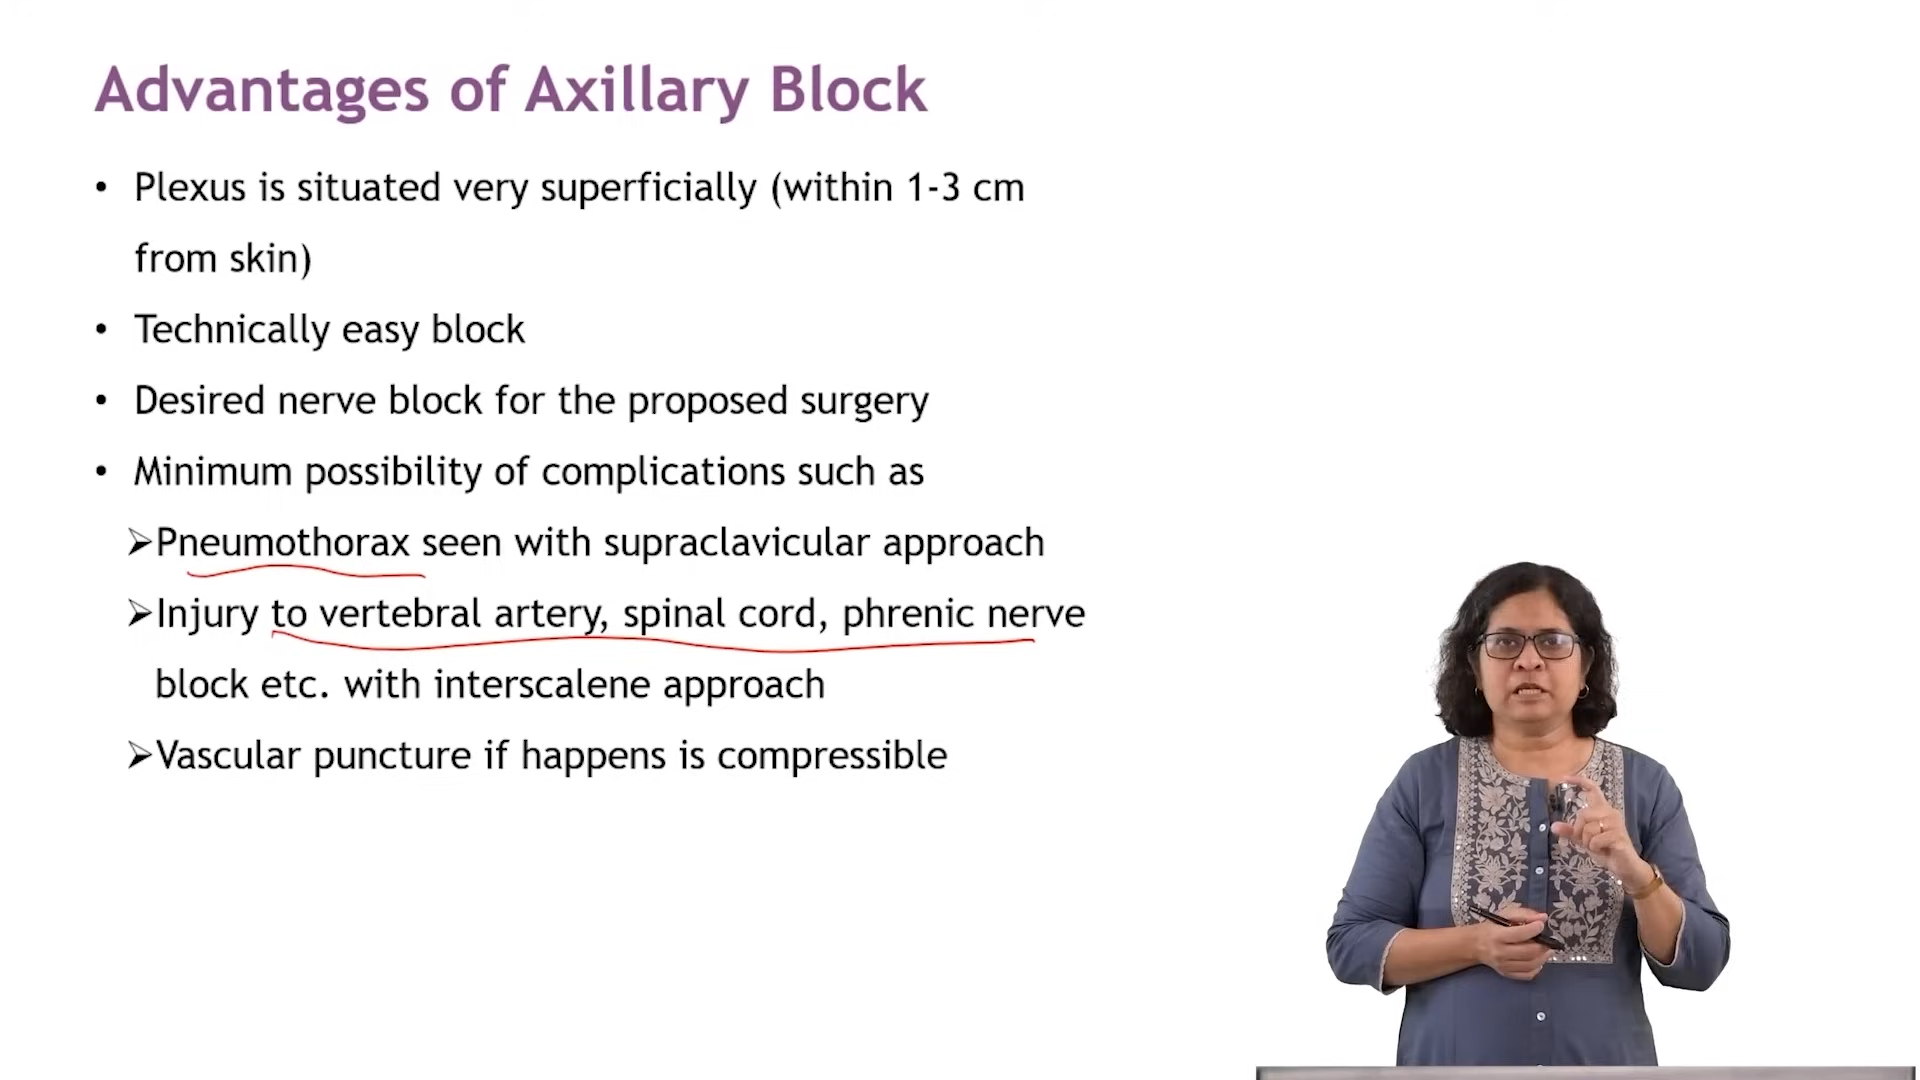 Advantages of Axillary Block
• Plexus is situated very superficially (within 1-3 cm
from skin)
• Technically easy block
• Desired nerve block for the proposed surgery
• Minimum possibility of complications such as
➢Pneumothorax seen with supraclavicular approach
➢Injury to vertebral artery, spinal cord, phrenic nerve
block etc. with interscalene approach
➢Vascular puncture if happens is compressible